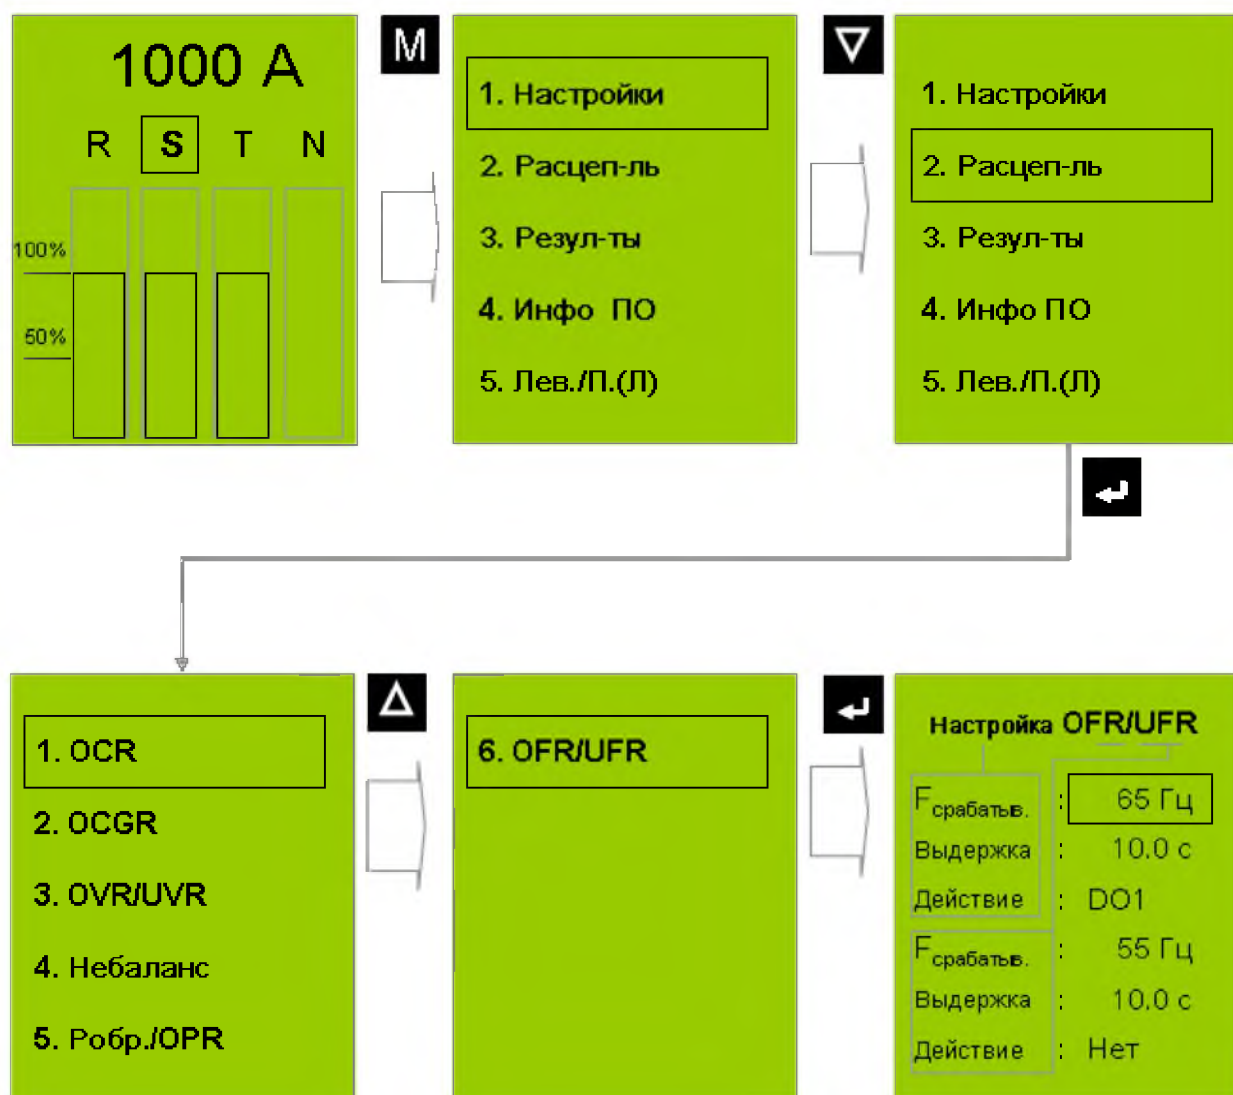 1000 A
R S T N
100%
50%
M
1. Настройки
2. Расцеп-ль
3. Резул-ты
4. Инфо ПО
5. Лев./П.(Л)
1. Настройки
2. Расцеп-ль
3. Резул-ты
4. Инфо ПО
5. Лев./П.(Л)
1. OCR
2. OCGR
3. OVR/UVR
4. Небаланс
5. Робр./OPR
6. OFR/UFR
Настройка OFR/UFR
Fсрабатыв. : 65 Гц
Выдержка : 10.0 с
Действие : DO1
Fсрабатыв. : 55 Гц
Выдержка : 10.0 с
Действие : Нет